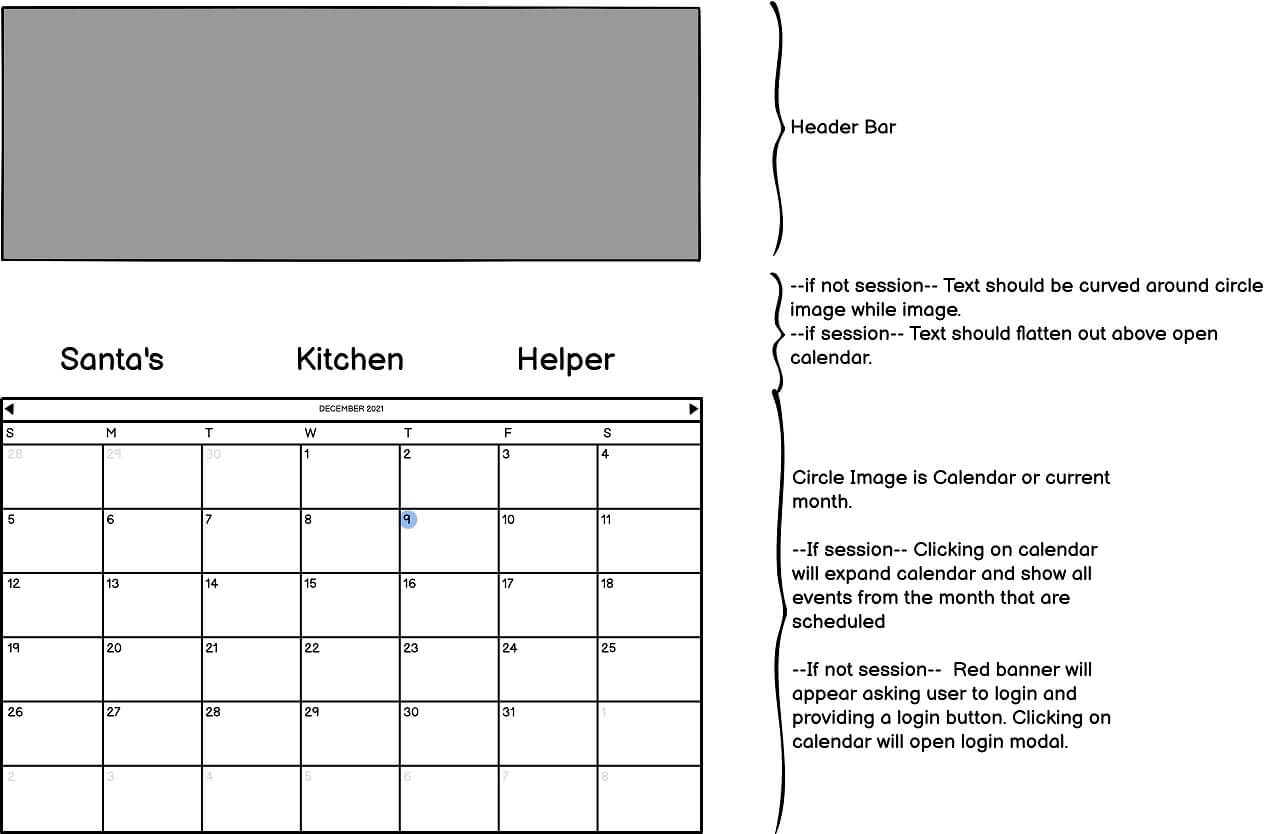 Header Bar
--if not session-- Text should be curved around circle
image while image.
--if session-- Text should flatten out above open
calendar.
Santa's Kitchen Helper
DECEMBER 2021
S M T W T F S
28 29 30 1 2 3 4
5 6 7 8 9 10 11
12 13 14 15 16 17 18
19 20 21 22 23 24 25
26 27 28 29 30 31 1
2 3 4 5 6 7 8
Circle Image is Calendar or current
month.
--If session-- Clicking on calendar
will expand calendar and show all
events from the month that are
scheduled
--If not session--  Red banner will
appear asking user to login and
providing a login button. Clicking on
calendar will open login modal.